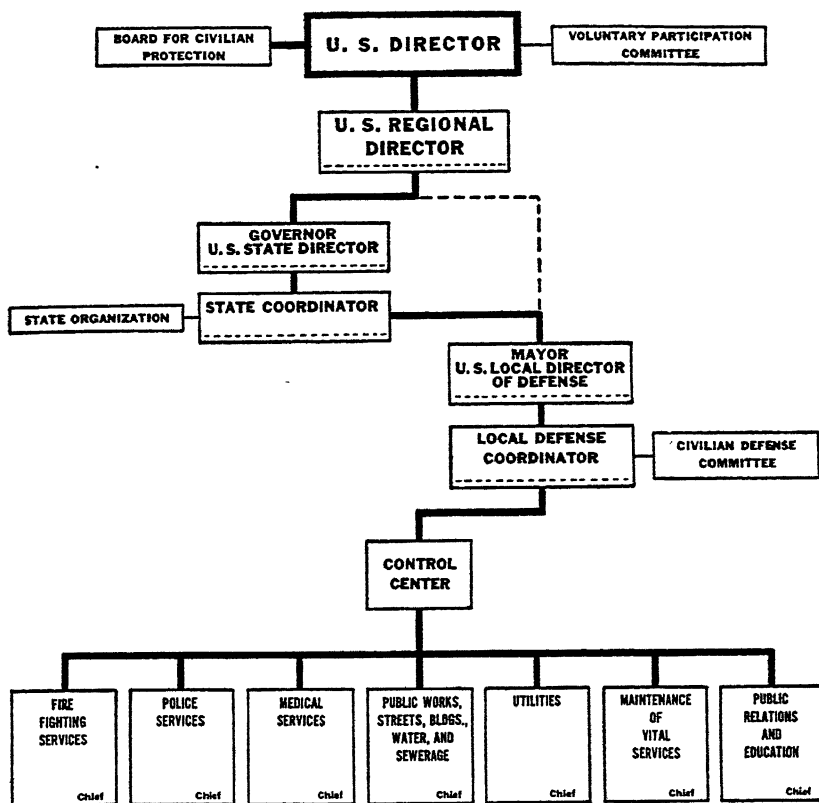 BOARD FOR CIVILIAN
PROTECTION
U. S. DIRECTOR
VOLUNTARY PARTICIPATION
COMMITTEE
U. S. REGIONAL
DIRECTOR
GOVERNOR
U. S. STATE DIRECTOR
STATE ORGANIZATION
STATE COORDINATOR
MAYOR
U. S. LOCAL DIRECTOR
OF DEFENSE
LOCAL DEFENSE
COORDINATOR
CIVILIAN DEFENSE
COMMITTEE
CONTROL
CENTER
FIRE
FIGHTING
SERVICES
Chief
POLICE
SERVICES
Chief
MEDICAL
SERVICES
Chief
PUBLIC WORKS,
STREETS, BLDGS.,
WATER, AND
SEWERAGE
Chief
UTILITIES
Chief
MAINTENANCE
OF
VITAL
SERVICES
Chief
PUBLIC
RELATIONS
AND
EDUCATION
Chief